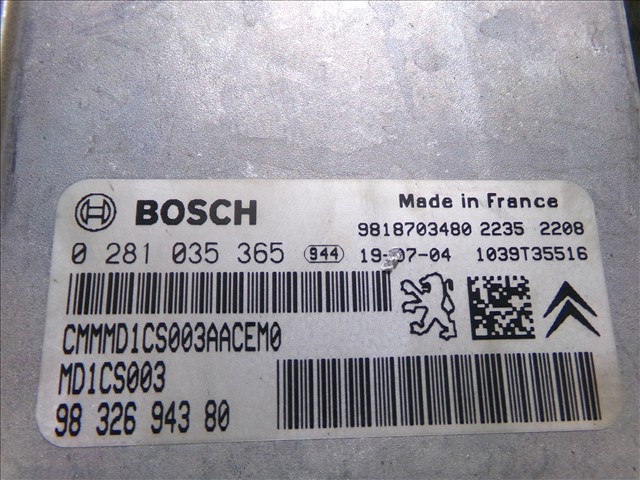 BOSCH
Made in France
9818703480 2235 2208
0 281 035 365 944 19-07-04 1039T35516
CMMMD1CS003AACEM0
MD1CS003
98 326 943 80